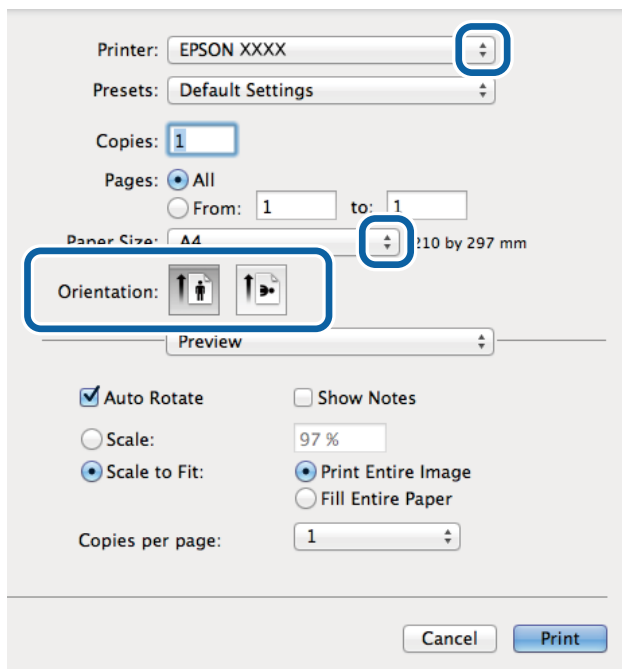 Printer: EPSON XXXX
Presets: Default Settings
Copies: 1
Pages: All
From: 1 to: 1
Paper Size: A4 210 by 297 mm
Orientation:
Preview
Auto Rotate Show Notes
Scale: 97 %
Scale to Fit: Print Entire Image
Fill Entire Paper
Copies per page: 1
Cancel Print